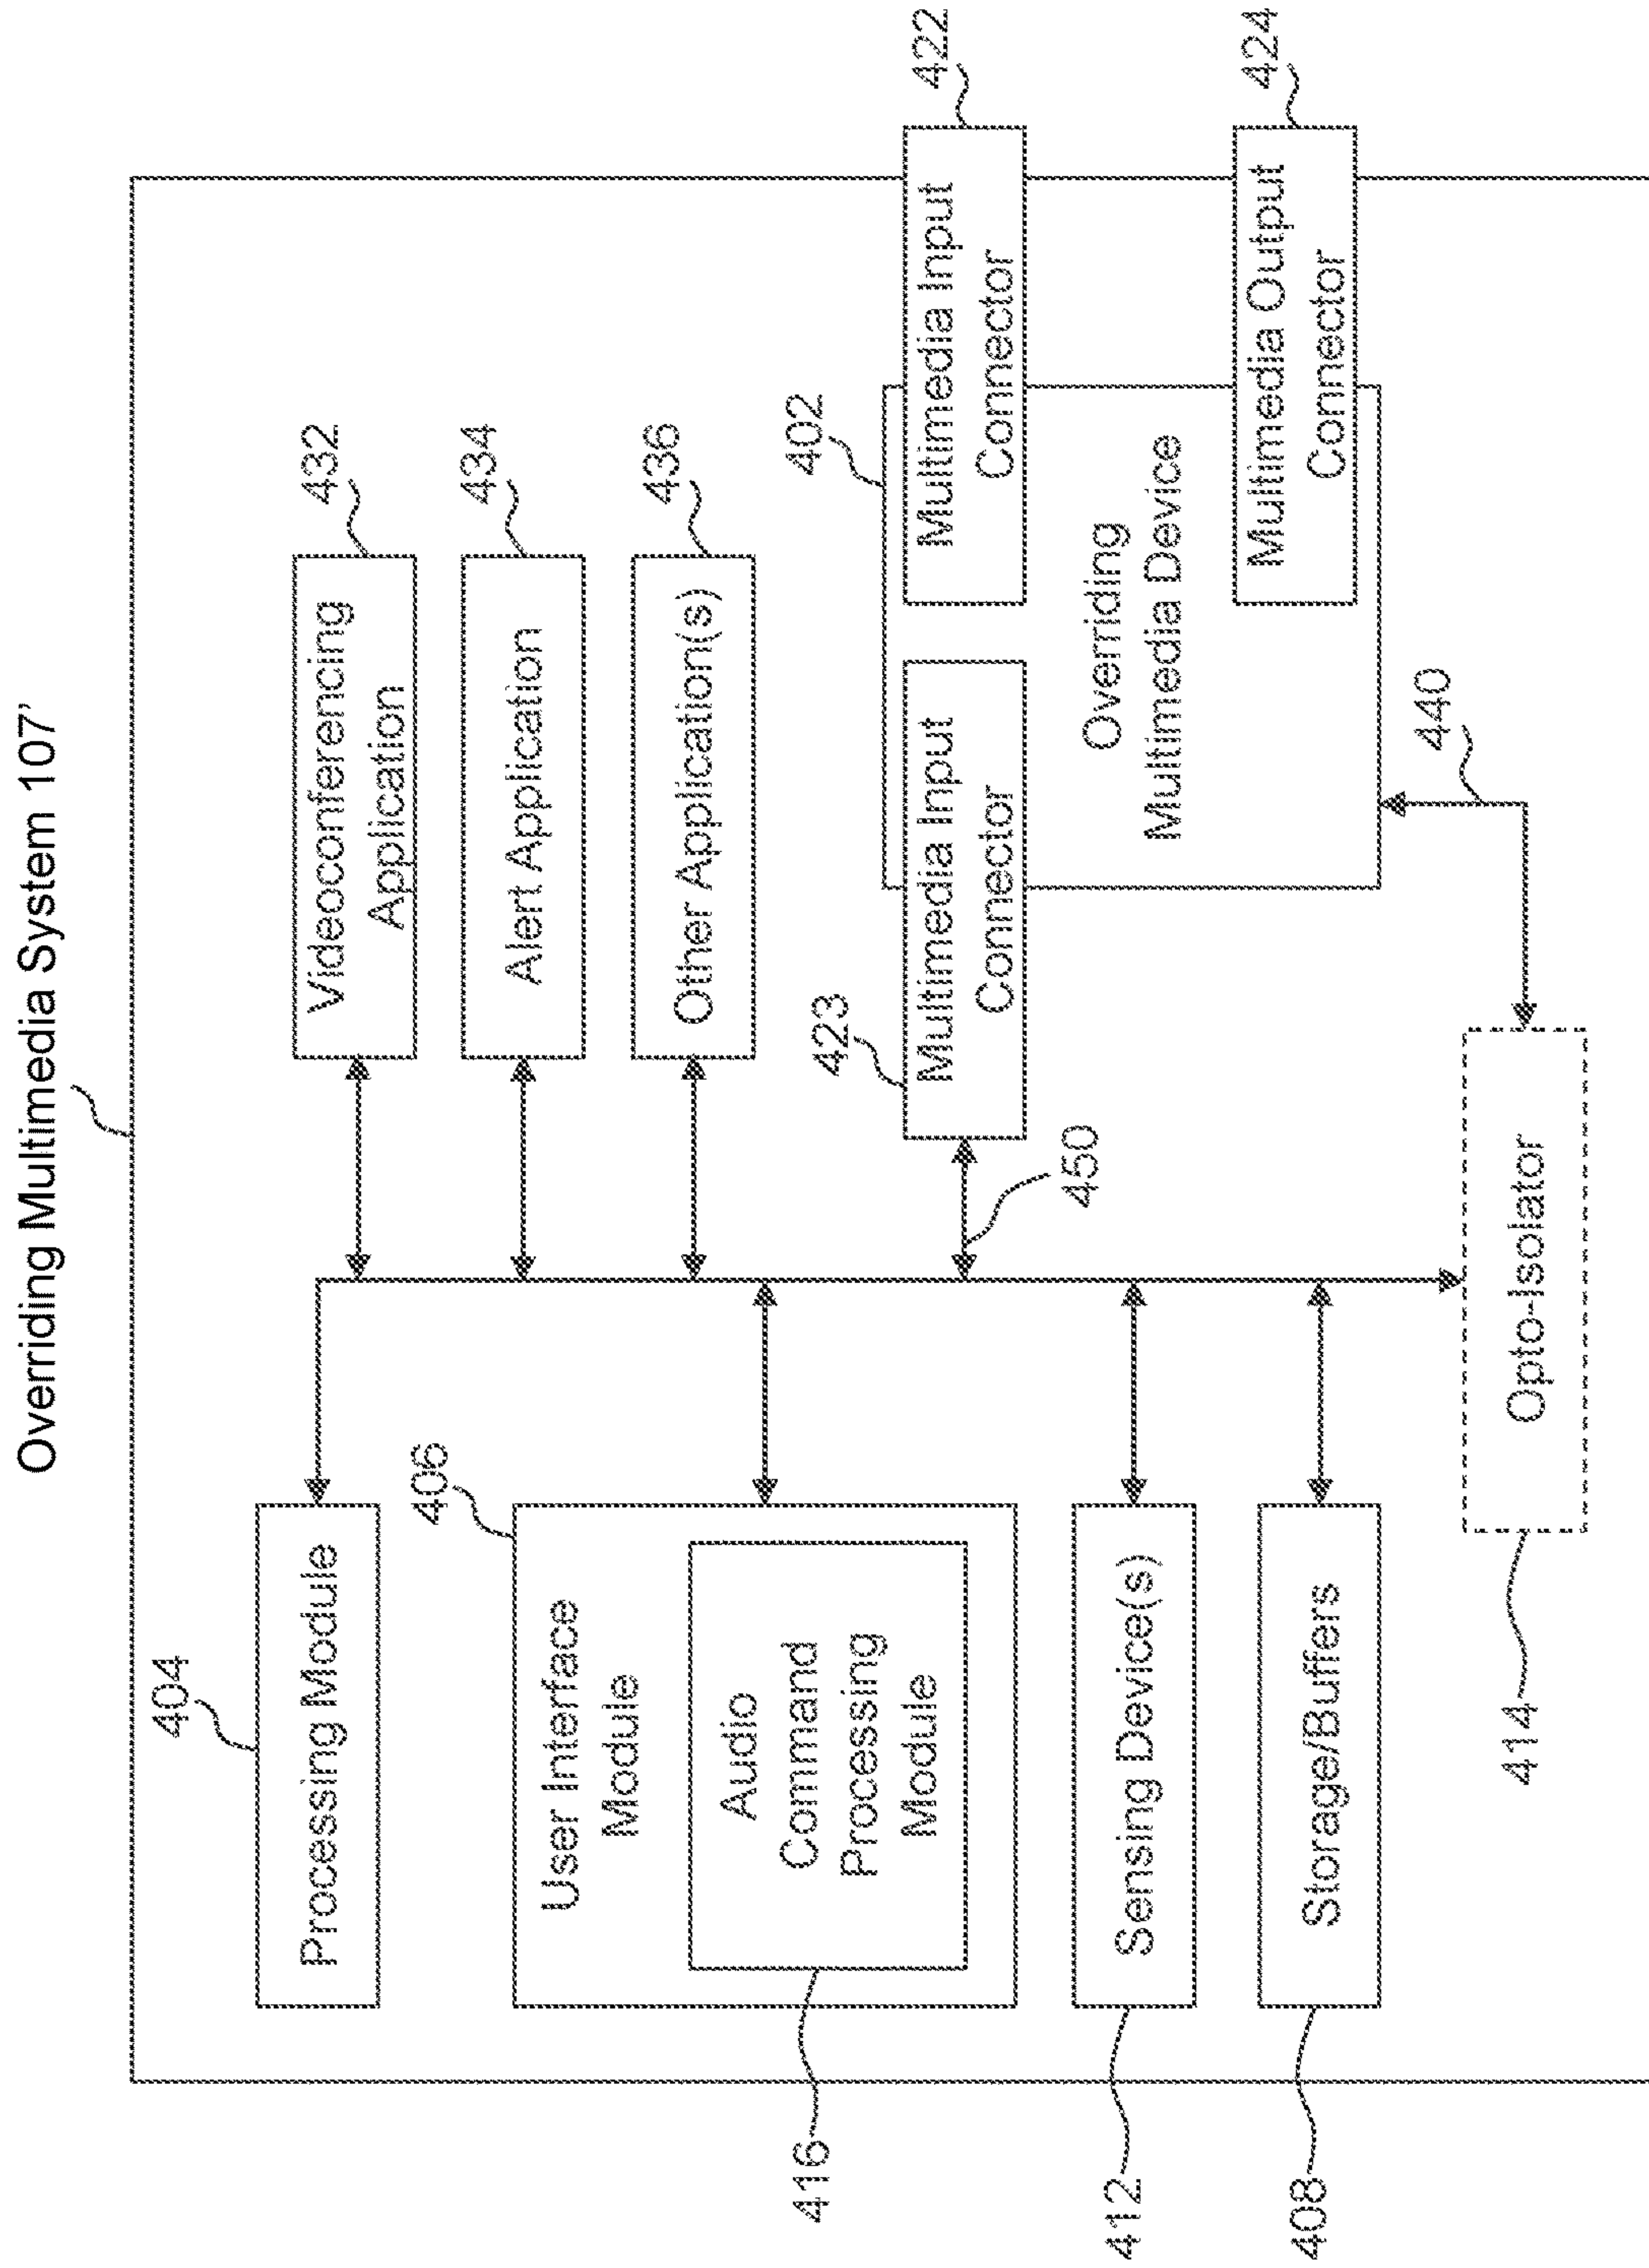 Overriding Multimedia System 107'
404
Processing Module
406
User Interface
Module
Audio
Command
Processing
Module
416
Sensing Device(s)
412
Storage/Buffers
408
Videoconferencing
Application
432
Alert Application
434
Other Application(s)
436
423
Multimedia Input
Connector
450
402
Multimedia Input
Connector
422
Overriding
Multimedia Device
Multimedia Output
Connector
424
440
Opto-Isolator
414